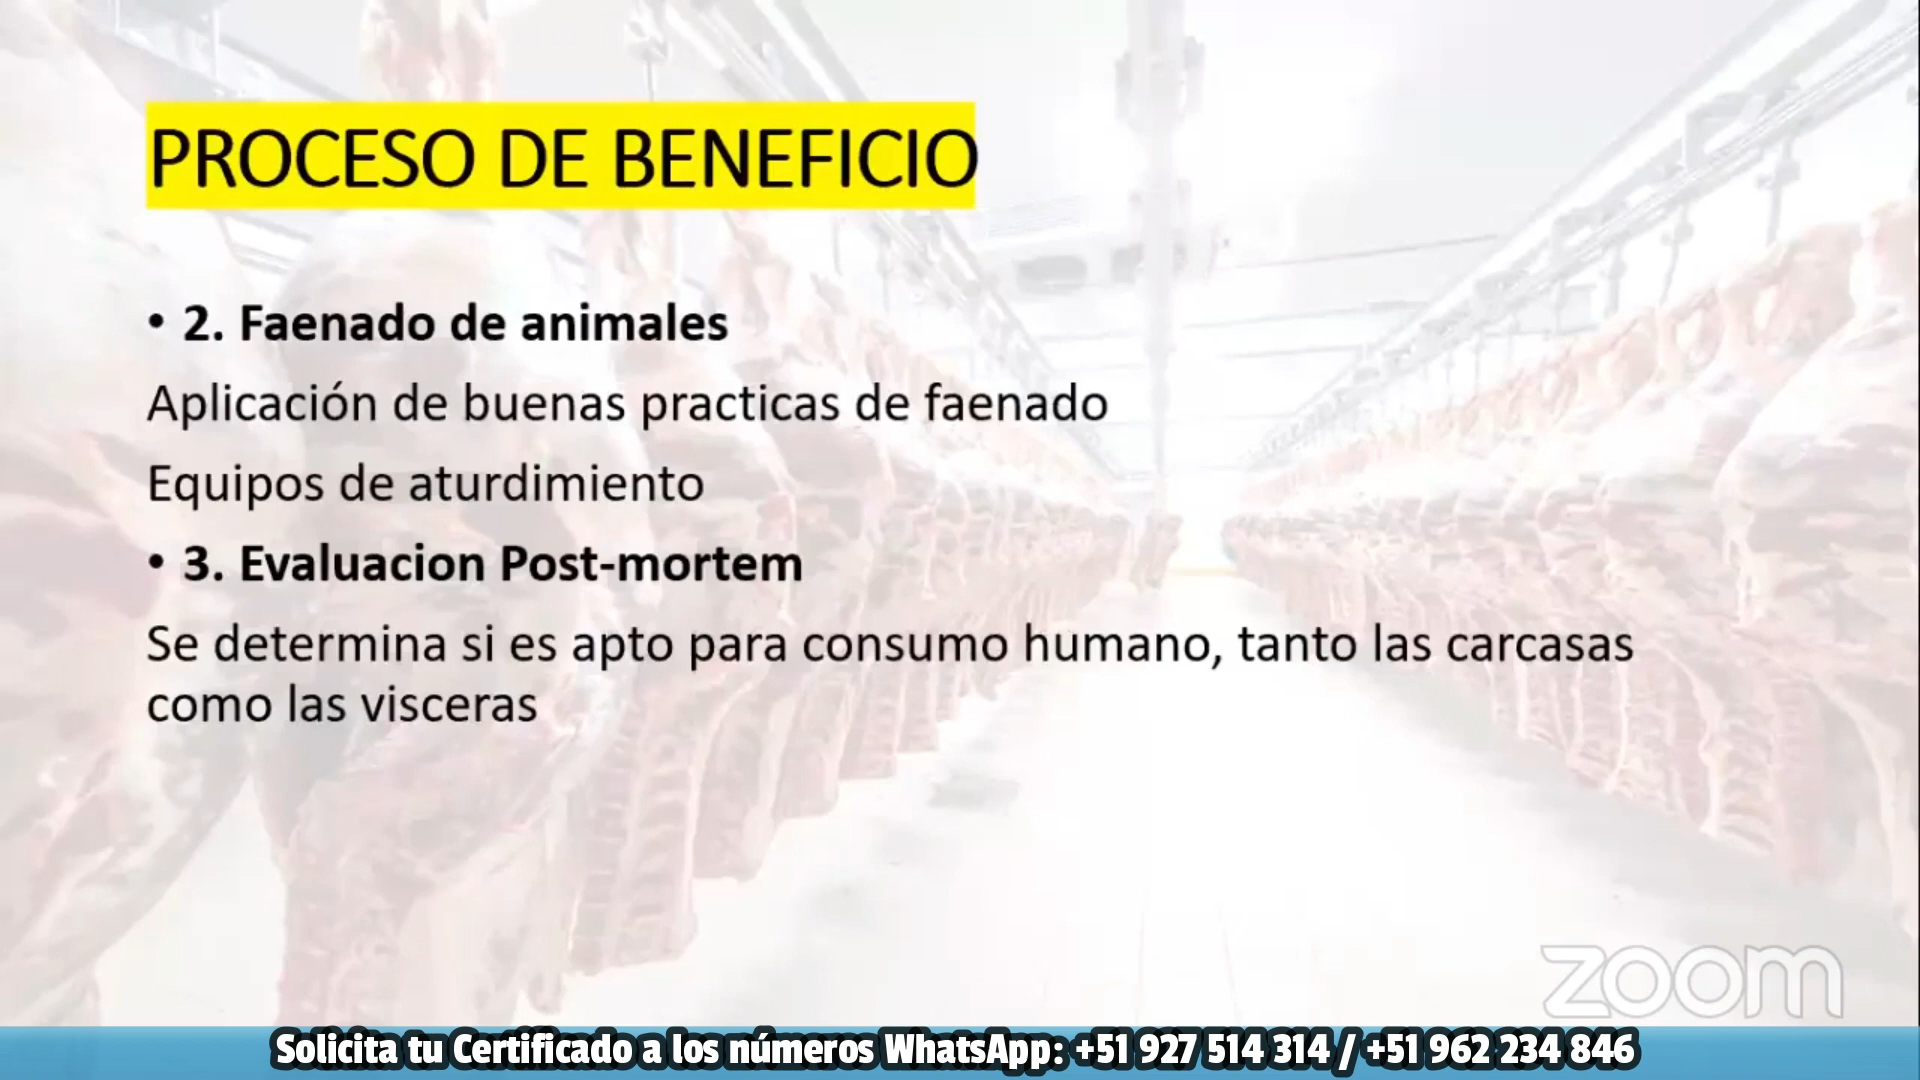 PROCESO DE BENEFICIO
• 2. Faenado de animales
Aplicación de buenas practicas de faenado
Equipos de aturdimiento
• 3. Evaluacion Post-mortem
Se determina si es apto para consumo humano, tanto las carcasas
como las visceras
zoom
Solicita tu Certificado a los números WhatsApp: +51 927 514 314 / +51 962 234 846